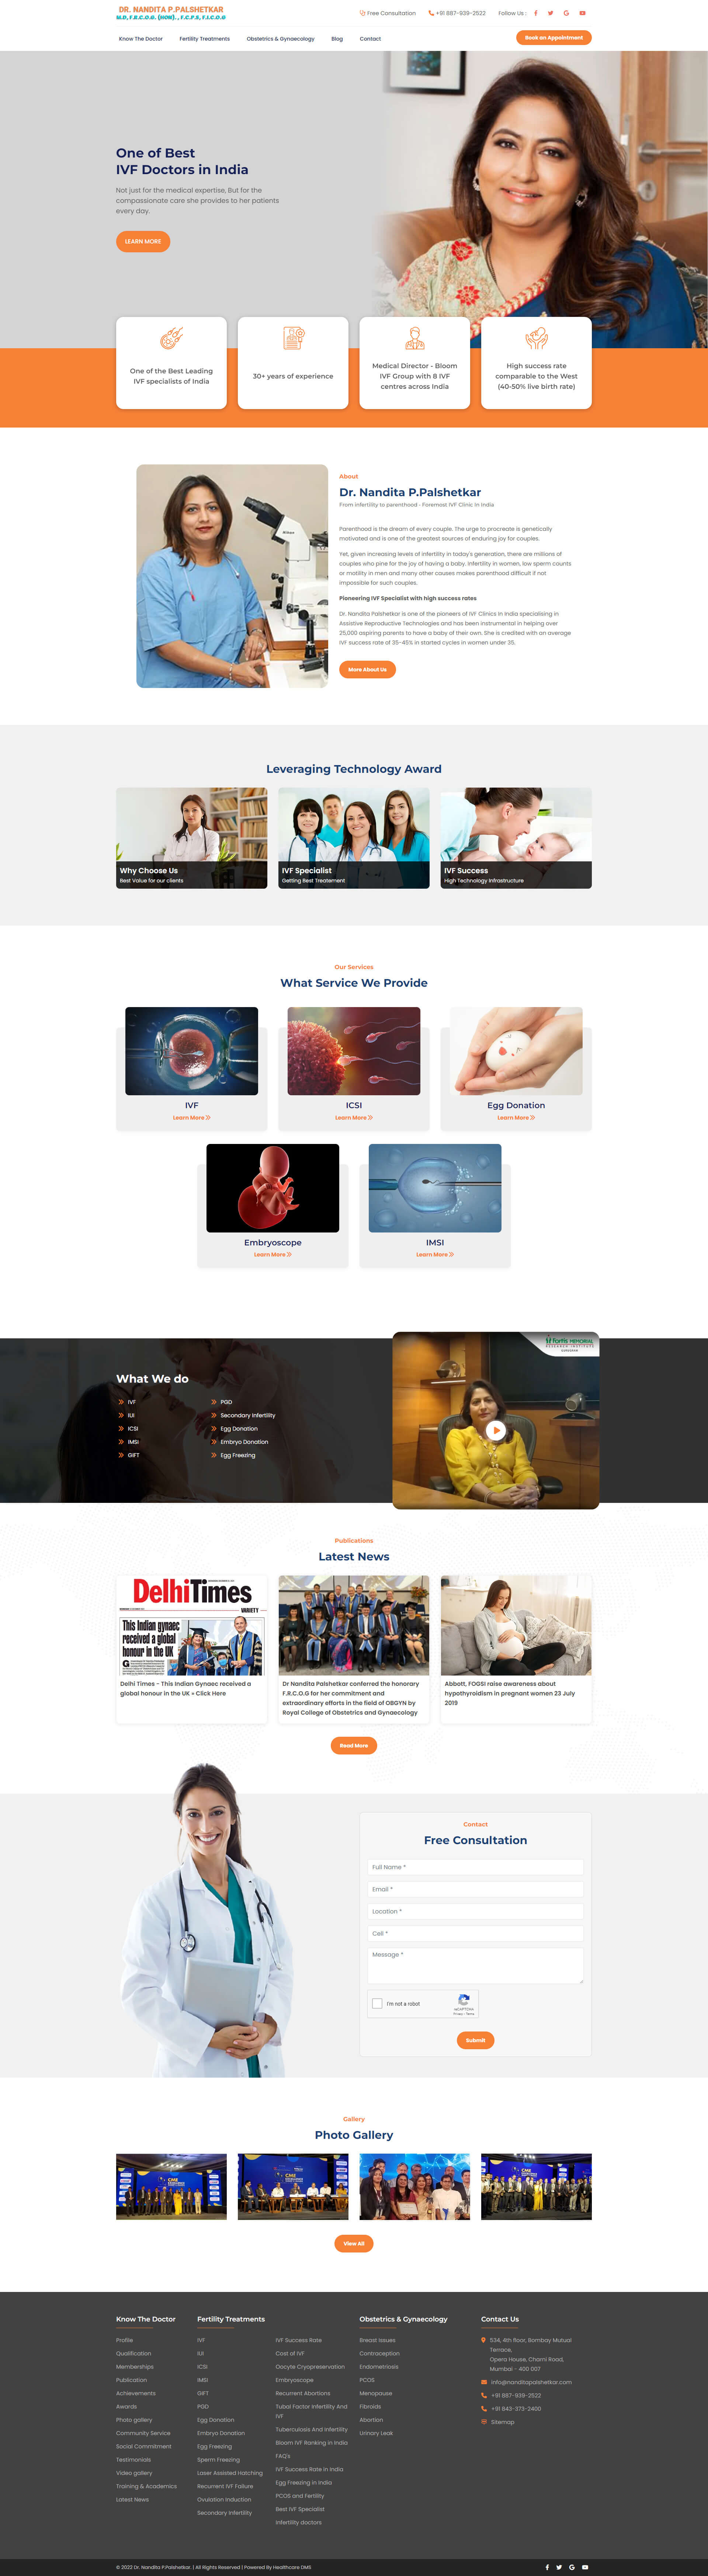 DR. NANDITA P.PALSHETKAR
M.D, F.R.C.O.G. (HON). , F.C.P.S, F.I.C.O.G
Free Consultation
+91 887-939-2522
Follow Us :
Know The Doctor
Fertility Treatments
Obstetrics & Gynaecology
Blog
Contact
Book an Appointment
One of Best
IVF Doctors in India
Not just for the medical expertise, But for the
compassionate care she provides to her patients
every day.
LEARN MORE
One of the Best Leading
IVF specialists of India
30+ years of experience
Medical Director - Bloom
IVF Group with 8 IVF
centres across India
High success rate
comparable to the West
(40-50% live birth rate)
About
Dr. Nandita P.Palshetkar
From infertility to parenthood - Foremost IVF Clinic In India
Parenthood is the dream of every couple. The urge to procreate is genetically
motivated and is one of the greatest sources of enduring joy for couples.
Yet, given increasing levels of infertility in today's generation, there are millions of
couples who pine for the joy of having a baby. Infertility in women, low sperm counts
or motility in men and many other causes makes parenthood difficult if not
impossible for such couples.
Pioneering IVF Specialist with high success rates
Dr. Nandita Palshetkar is one of the pioneers of IVF Clinics In India specialising in
Assistive Reproductive Technologies and has been instrumental in helping over
25,000 aspiring parents to have a baby of their own. She is credited with an average
IVF success rate of 35-45% in started cycles in women under 35.
More About Us
Leveraging Technology Award
Why Choose Us
Best Value for our clients
IVF Specialist
Getting Best Treatement
IVF Success
High Technology Infrastructure
Our Services
What Service We Provide
IVF
Learn More
ICSI
Learn More
Egg Donation
Learn More
Embryoscope
Learn More
IMSI
Learn More
What We do
IVF
IUI
ICSI
IMSI
GIFT
PGD
Secondary Infertility
Egg Donation
Embryo Donation
Egg Freezing
fortis MEMORIAL
RESEARCH INSTITUTE
GURGAON
Publications
Latest News
DelhiTimes
VARIETY
This Indian gynaec
received a global
honour in the UK
Delhi Times - This Indian Gynaec received a
global honour in the UK » Click Here
Dr Nandita Palshetkar conferred the honorary
F.R.C.O.G for her commitment and
extraordinary efforts in the field of OBGYN by
Royal College of Obstetrics and Gynaecology
Abbott, FOGSI raise awareness about
hypothyroidism in pregnant women 23 July
2019
Read More
Contact
Free Consultation
Full Name *
Email *
Location *
Cell *
Message *
I'm not a robot
reCAPTCHA
Privacy - Terms
Submit
Gallery
Photo Gallery
View All
Know The Doctor
Profile
Qualification
Memberships
Publication
Achievements
Awards
Photo gallery
Community Service
Social Commitment
Testimonials
Video gallery
Training & Academics
Latest News
Fertility Treatments
IVF
IUI
ICSI
IMSI
GIFT
PGD
Egg Donation
Embryo Donation
Egg Freezing
Sperm Freezing
Laser Assisted Hatching
Recurrent IVF Failure
Ovulation Induction
Secondary Infertility
IVF Success Rate
Cost of IVF
Oocyte Cryopreservation
Embryoscope
Recurrent Abortions
Tubal Factor Infertility And
IVF
Tuberculosis And Infertility
Bloom IVF Ranking in India
FAQ's
IVF Success Rate in India
Egg Freezing in India
PCOS and Fertility
Best IVF Specialist
Infertility doctors
Obstetrics & Gynaecology
Breast Issues
Contraception
Endometriosis
PCOS
Menopause
Fibroids
Abortion
Urinary Leak
Contact Us
534, 4th floor, Bombay Mutual
Terrace,
Opera House, Charni Road,
Mumbai - 400 007
info@nanditapalshetkar.com
+91 887-939-2522
+91 843-373-2400
Sitemap
© 2023 Dr. Nandita P.Palshetkar. | All Rights Reserved | Powered By Healthcare DMS